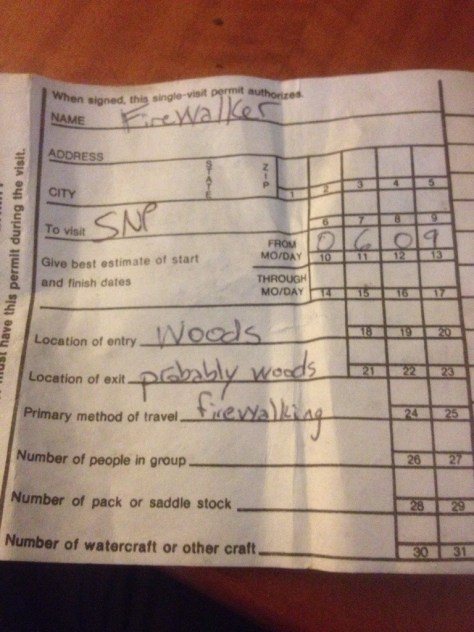 When signed, this single-visit permit authorizes
NAME Firewalker
ADDRESS
CITY STATE ZIP
1 2 3 4 5
To visit SNP
6 7 8 9
Give best estimate of start and finish dates
FROM MO/DAY 0 6 0 9
10 11 12 13
THROUGH MO/DAY
14 15 16 17
Location of entry Woods
18 19 20
Location of exit probably woods
21 22 23
Primary method of travel firewalking
24 25
Number of people in group
26 27
Number of pack or saddle stock
28 29
Number of watercraft or other craft
30 31
must have this permit during the visit.